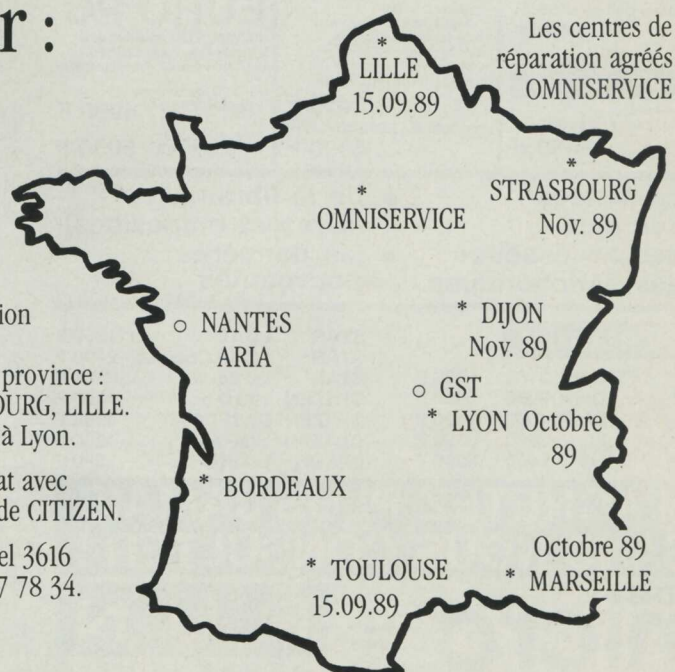 r :
Les centres de
réparation agréés
OMNISERVICE
*
LILLE
15.09.89
*
STRASBOURG
Nov. 89
*
OMNISERVICE
* DIJON
Nov. 89
○ NANTES
ARIA
○ GST
* LYON Octobre
89
* BORDEAUX
Octobre 89
* MARSEILLE
* TOULOUSE
15.09.89
ion
province :
OURG, LILLE.
à Lyon.
at avec
de CITIZEN.
el 3616
7 78 34.